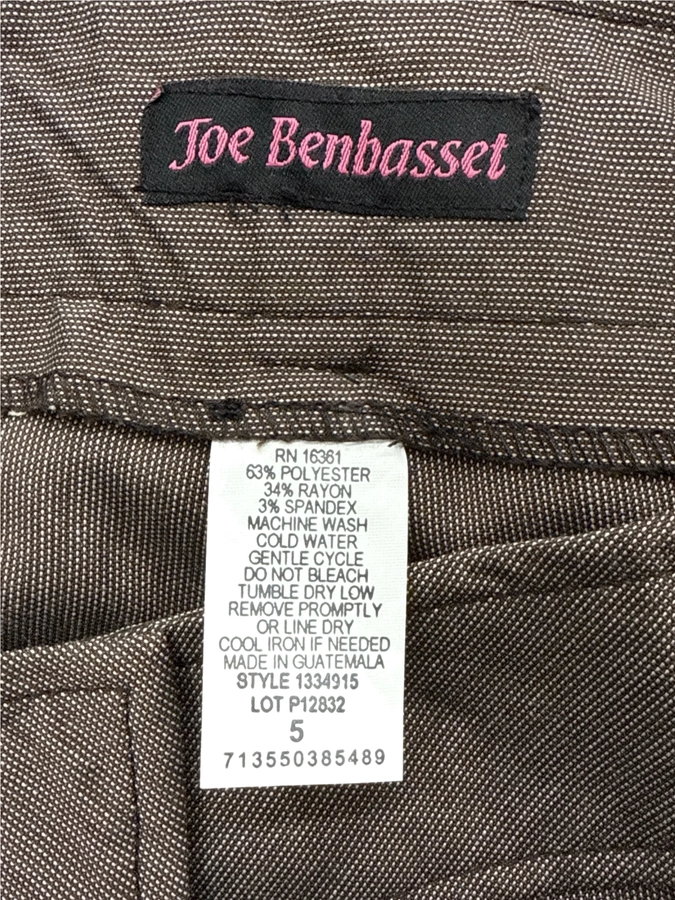 Joe Benbasset
RN 16361
63% POLYESTER
34% RAYON
3% SPANDEX
MACHINE WASH
COLD WATER
GENTLE CYCLE
DO NOT BLEACH
TUMBLE DRY LOW
REMOVE PROMPTLY
OR LINE DRY
COOL IRON IF NEEDED
MADE IN GUATEMALA
STYLE 1334915
LOT P12832
5
713550385489